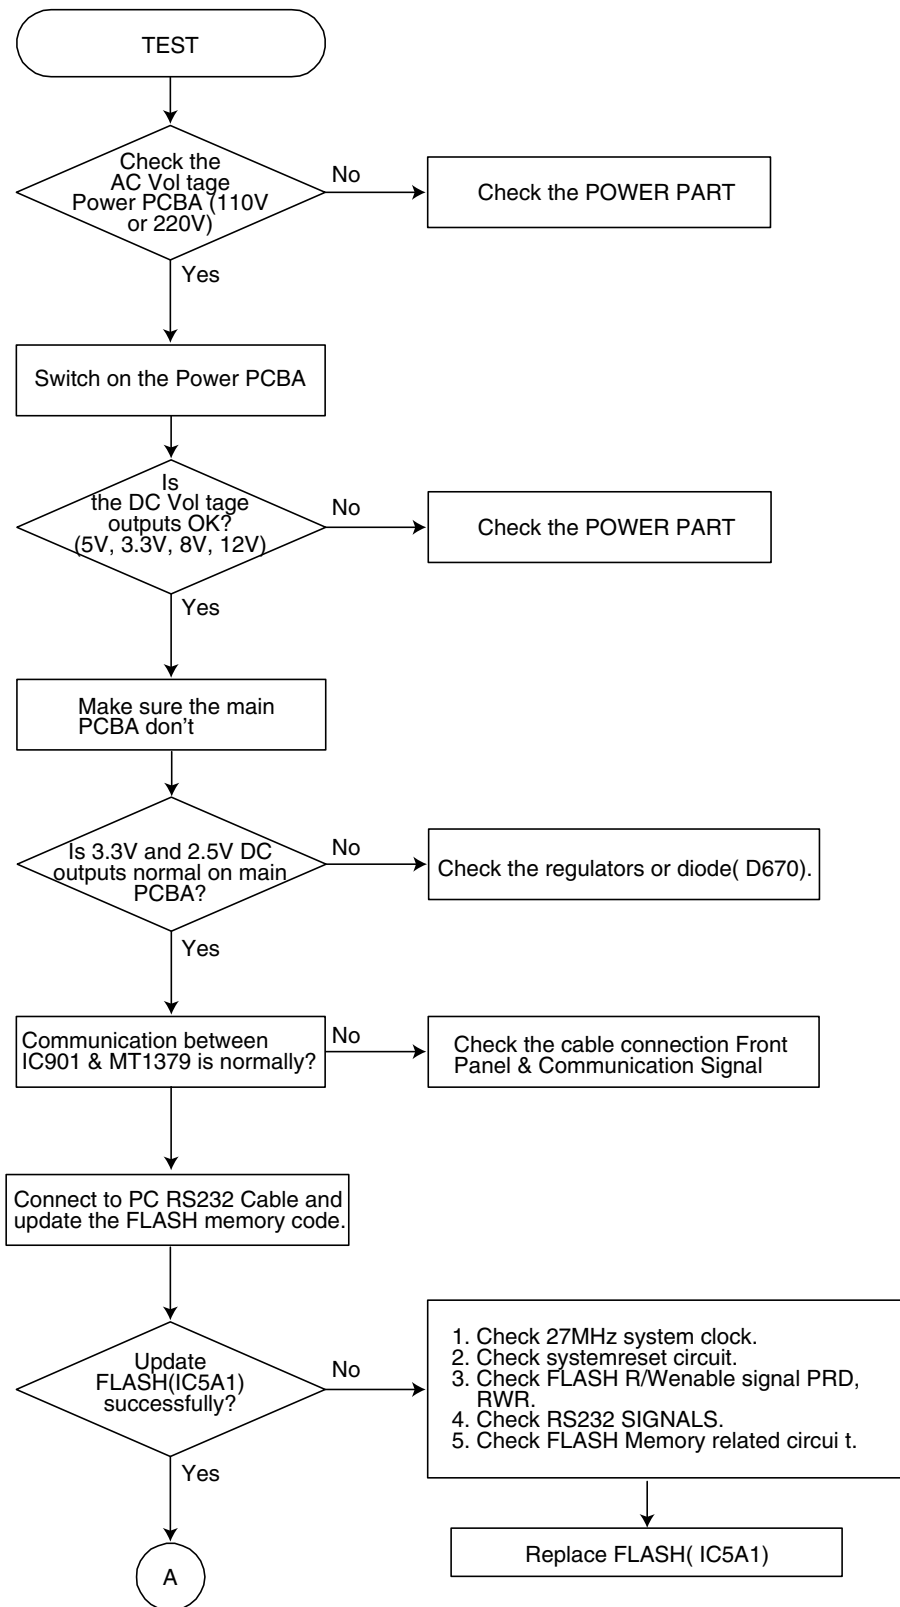 TEST
Check the
AC Vol tage
Power PCBA (110V
or 220V)
No
Check the POWER PART
Yes
Switch on the Power PCBA
Is
the DC Vol tage
outputs OK?
(5V, 3.3V, 8V, 12V)
No
Check the POWER PART
Yes
Make sure the main
PCBA don't
Is 3.3V and 2.5V DC
outputs normal on main
PCBA?
No
Check the regulators or diode( D670).
Yes
Communication between
IC901 & MT1379 is normally?
No
Check the cable connection Front
Panel & Communication Signal
Connect to PC RS232 Cable and
update the FLASH memory code.
Update
FLASH(IC5A1)
successfully?
No
1. Check 27MHz system clock.
2. Check systemreset circuit.
3. Check FLASH R/Wenable signal PRD,
RWR.
4. Check RS232 SIGNALS.
5. Check FLASH Memory related circui t.
Yes
Replace FLASH( IC5A1)
A